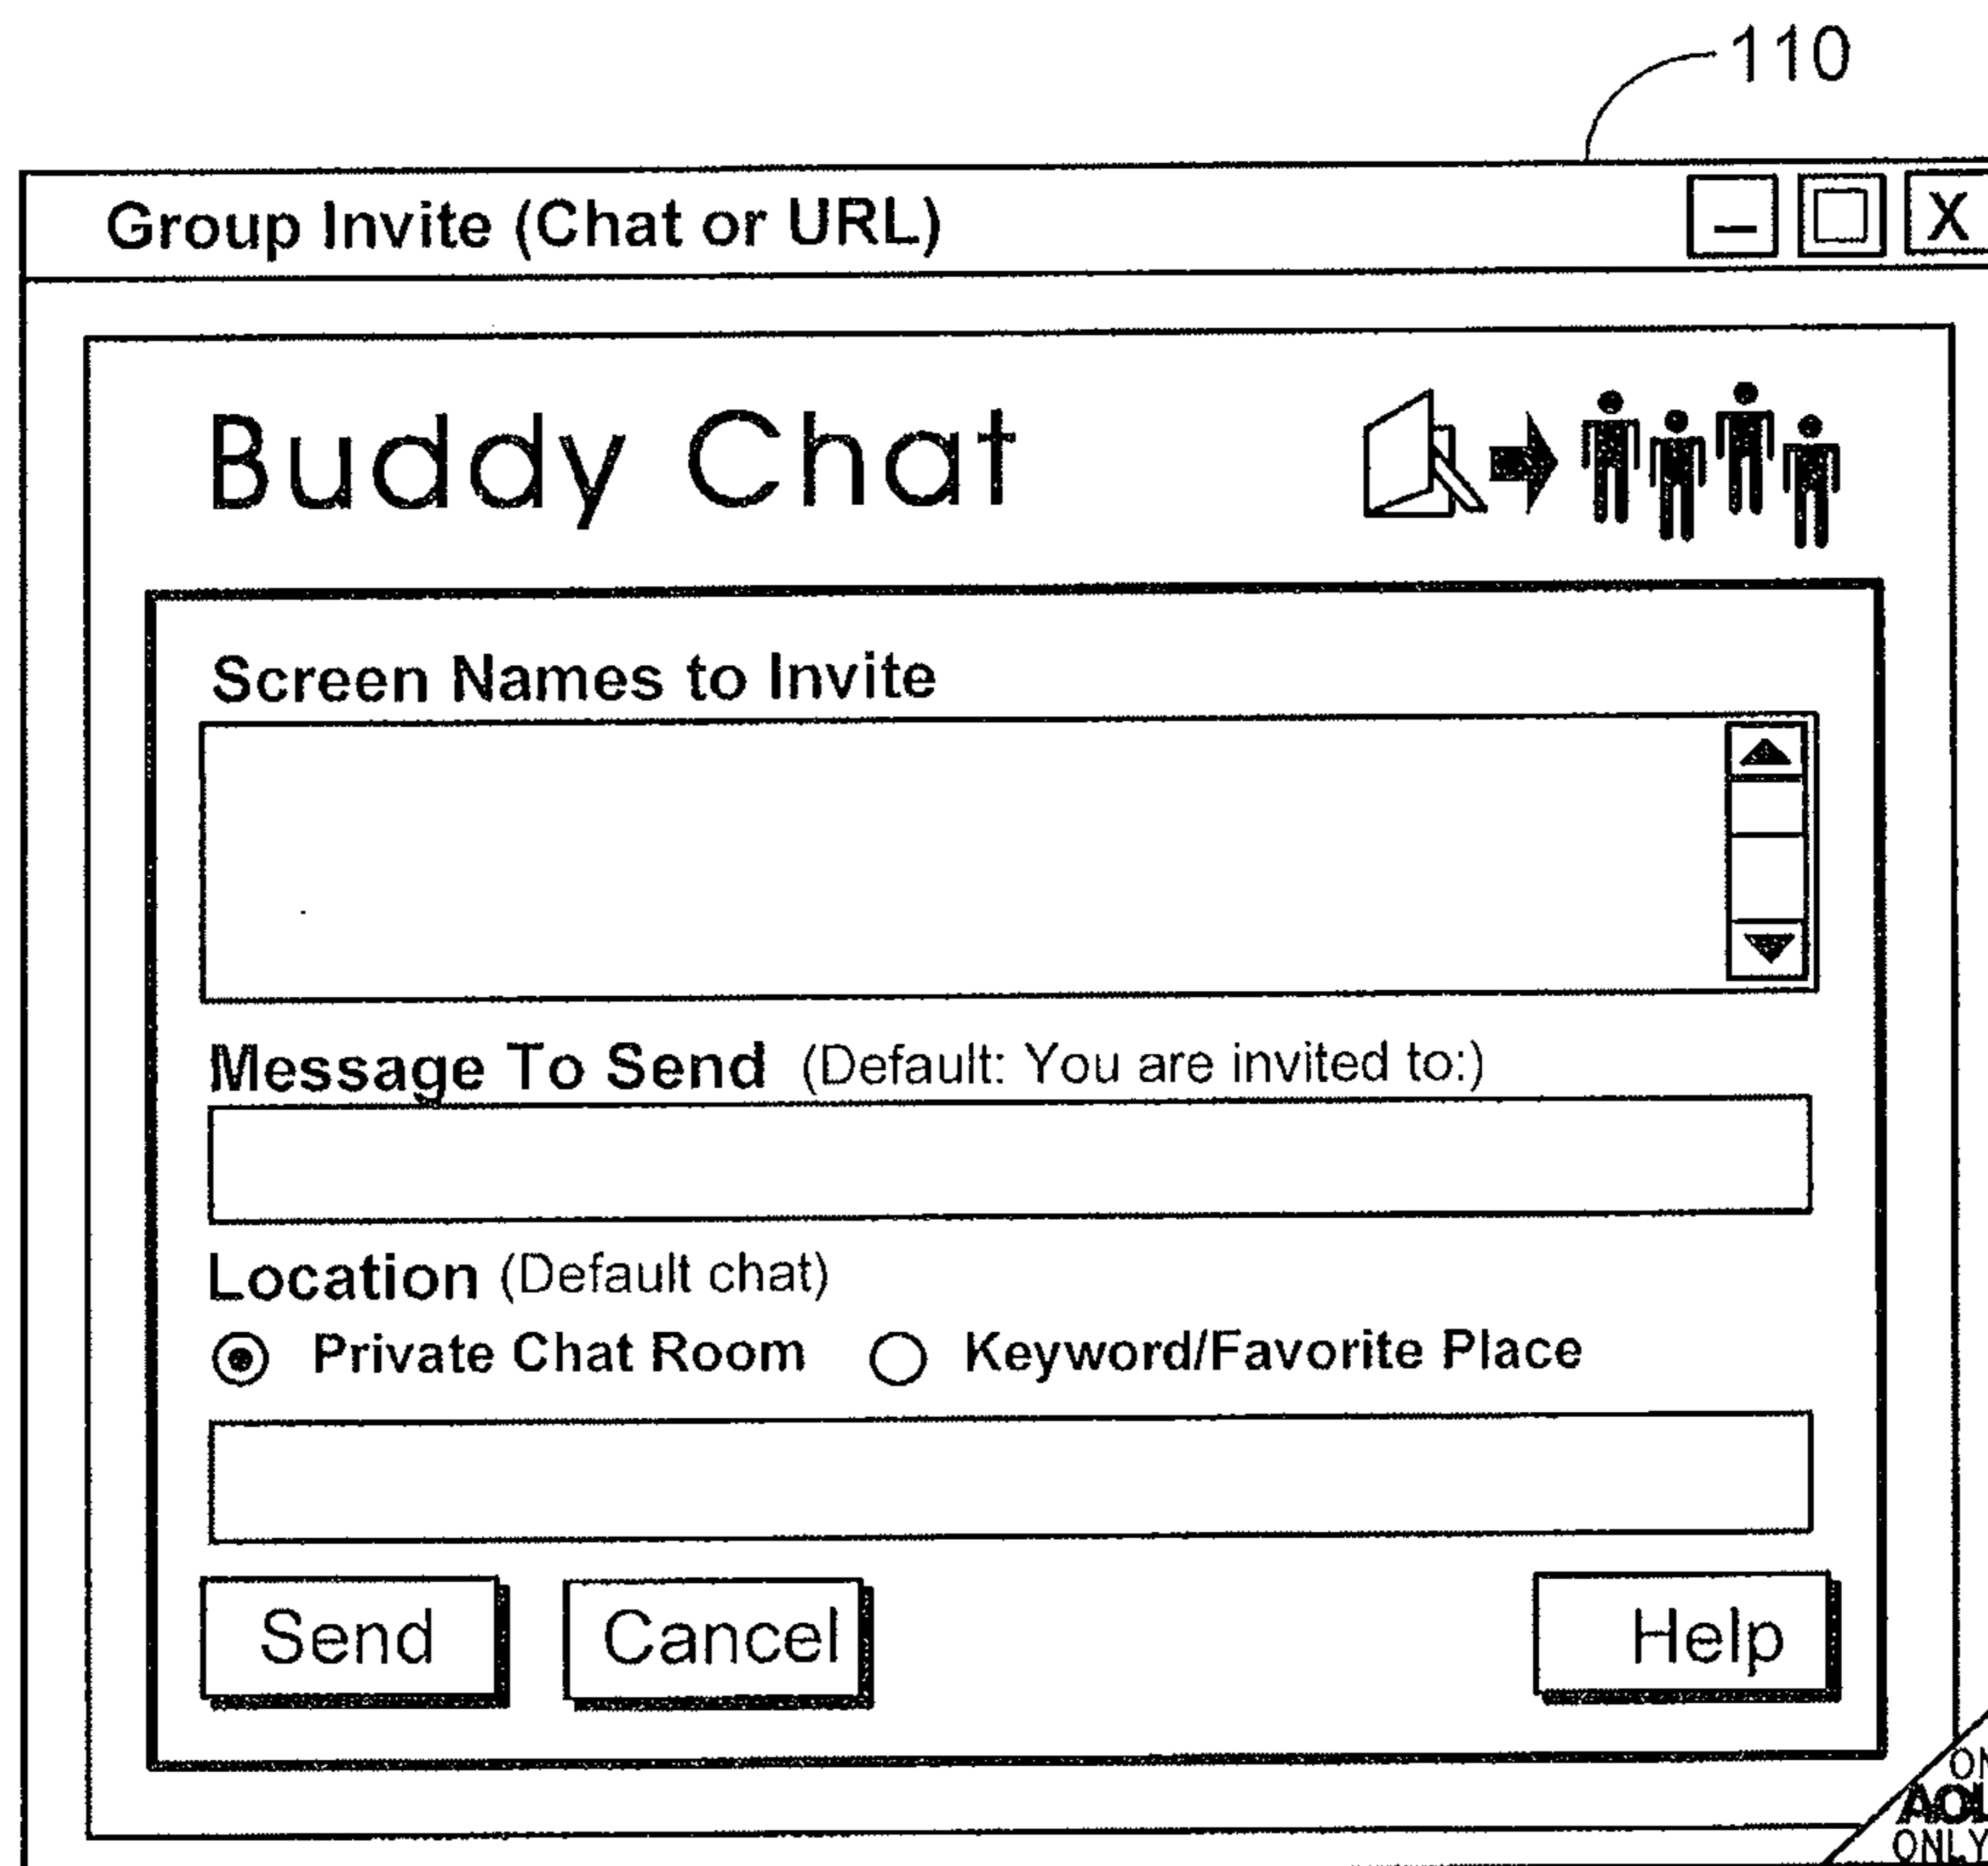 110
Group Invite (Chat or URL)
X
Buddy Chat
Screen Names to Invite
Message To Send (Default: You are invited to:)
Location (Default chat)
Private Chat Room Keyword/Favorite Place
Send Cancel Help
ON
AOL
ONLY